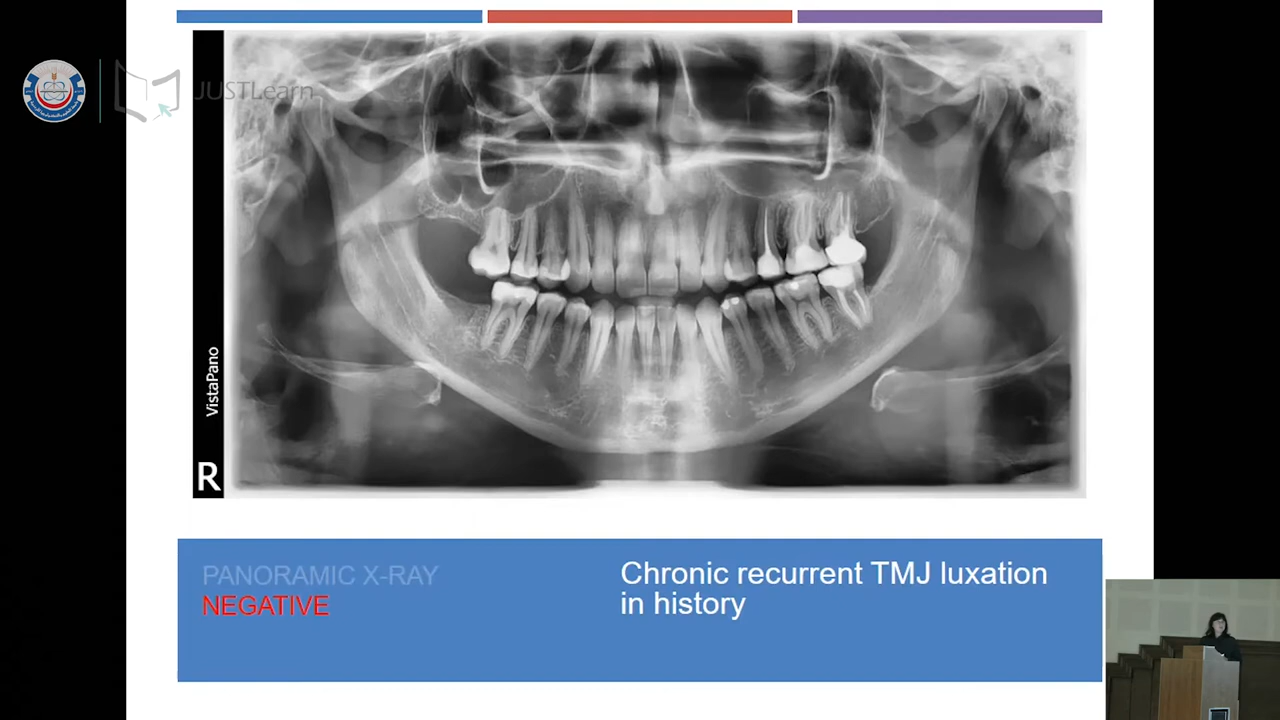 JUSTLearn
VistaPano
R
PANORAMIC X-RAY
NEGATIVE
Chronic recurrent TMJ luxation
in history